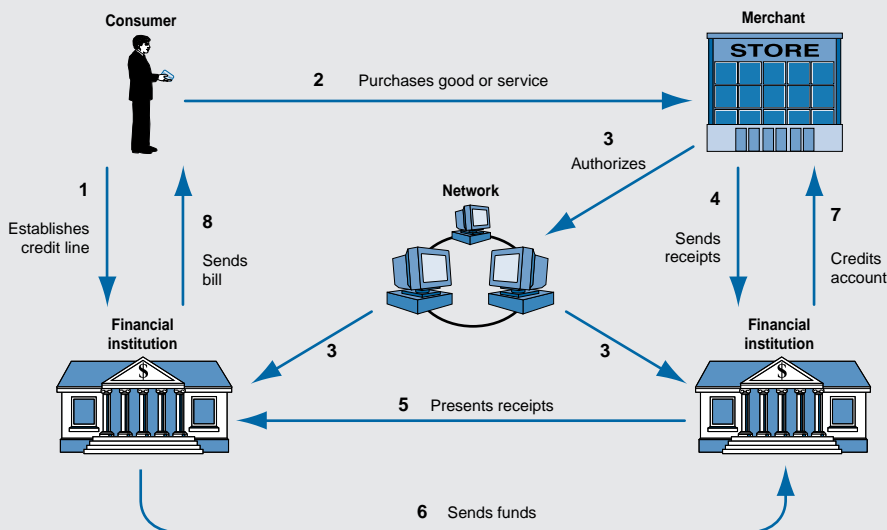 Consumer
Merchant
STORE
2 Purchases good or service
3
Authorizes
Network
1
Establishes
credit line
8
Sends
bill
4
Sends
receipts
7
Credits
account
Financial
institution
$
3
3
Financial
institution
$
5 Presents receipts
6 Sends funds